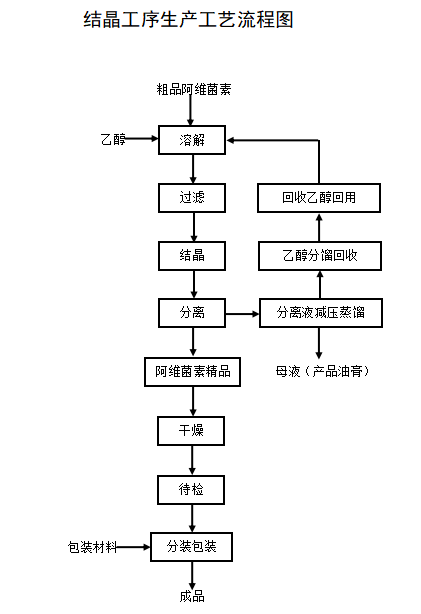 结晶工序生产工艺流程图
粗品阿维菌素
乙醇
溶解
过滤
回收乙醇回用
结晶
乙醇分馏回收
分离
分离液减压蒸馏
阿维菌素精品
母液（产品油膏）
干燥
待检
包装材料
分装包装
成品